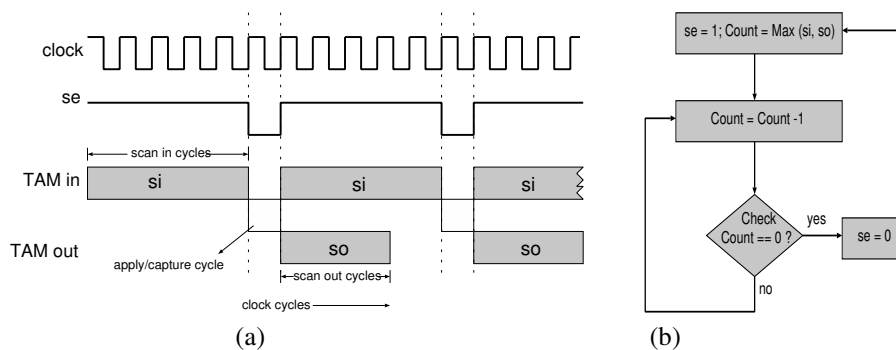 clock
se
scan in cycles
TAM in
si
si
si
TAM out
so
so
apply/capture cycle
scan out cycles
clock cycles
(a)
se = 1; Count = Max (si, so)
Count = Count -1
Check
Count == 0 ?
yes
se = 0
no
(b)